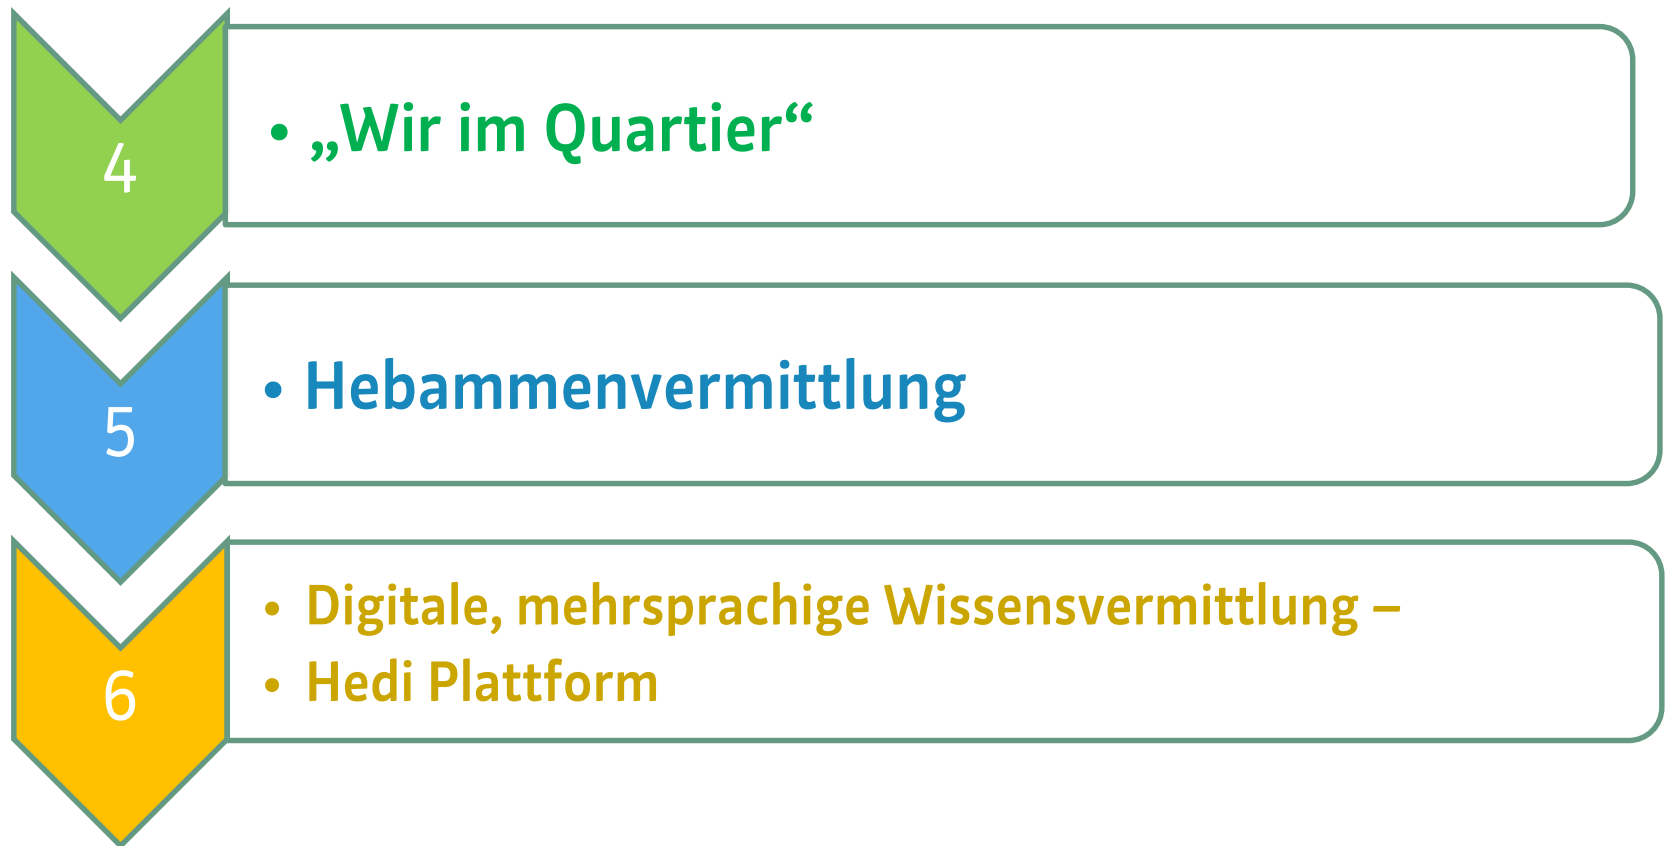 4
• „Wir im Quartier“
5
• Hebammenvermittlung
6
• Digitale, mehrsprachige Wissensvermittlung –
• Hedi Plattform